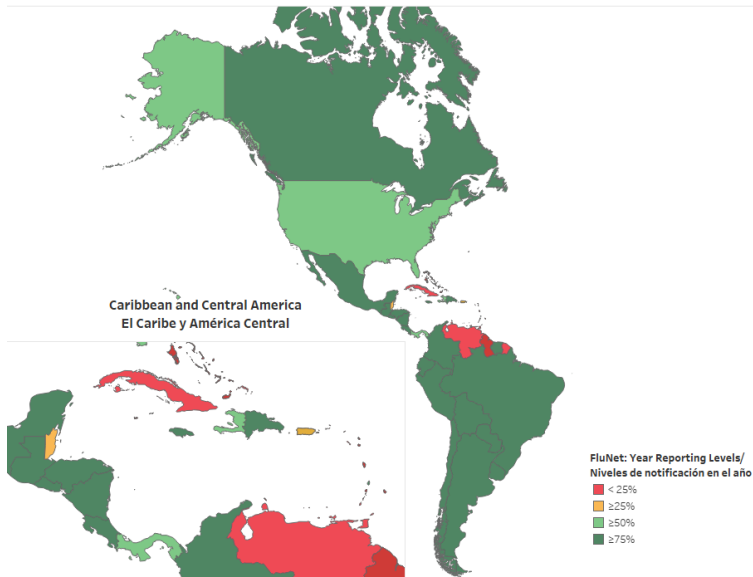 Caribbean and Central America
El Caribe y América Central
FluNet: Year Reporting Levels/
Niveles de notificación en el año
< 25%
≥25%
≥50%
≥75%